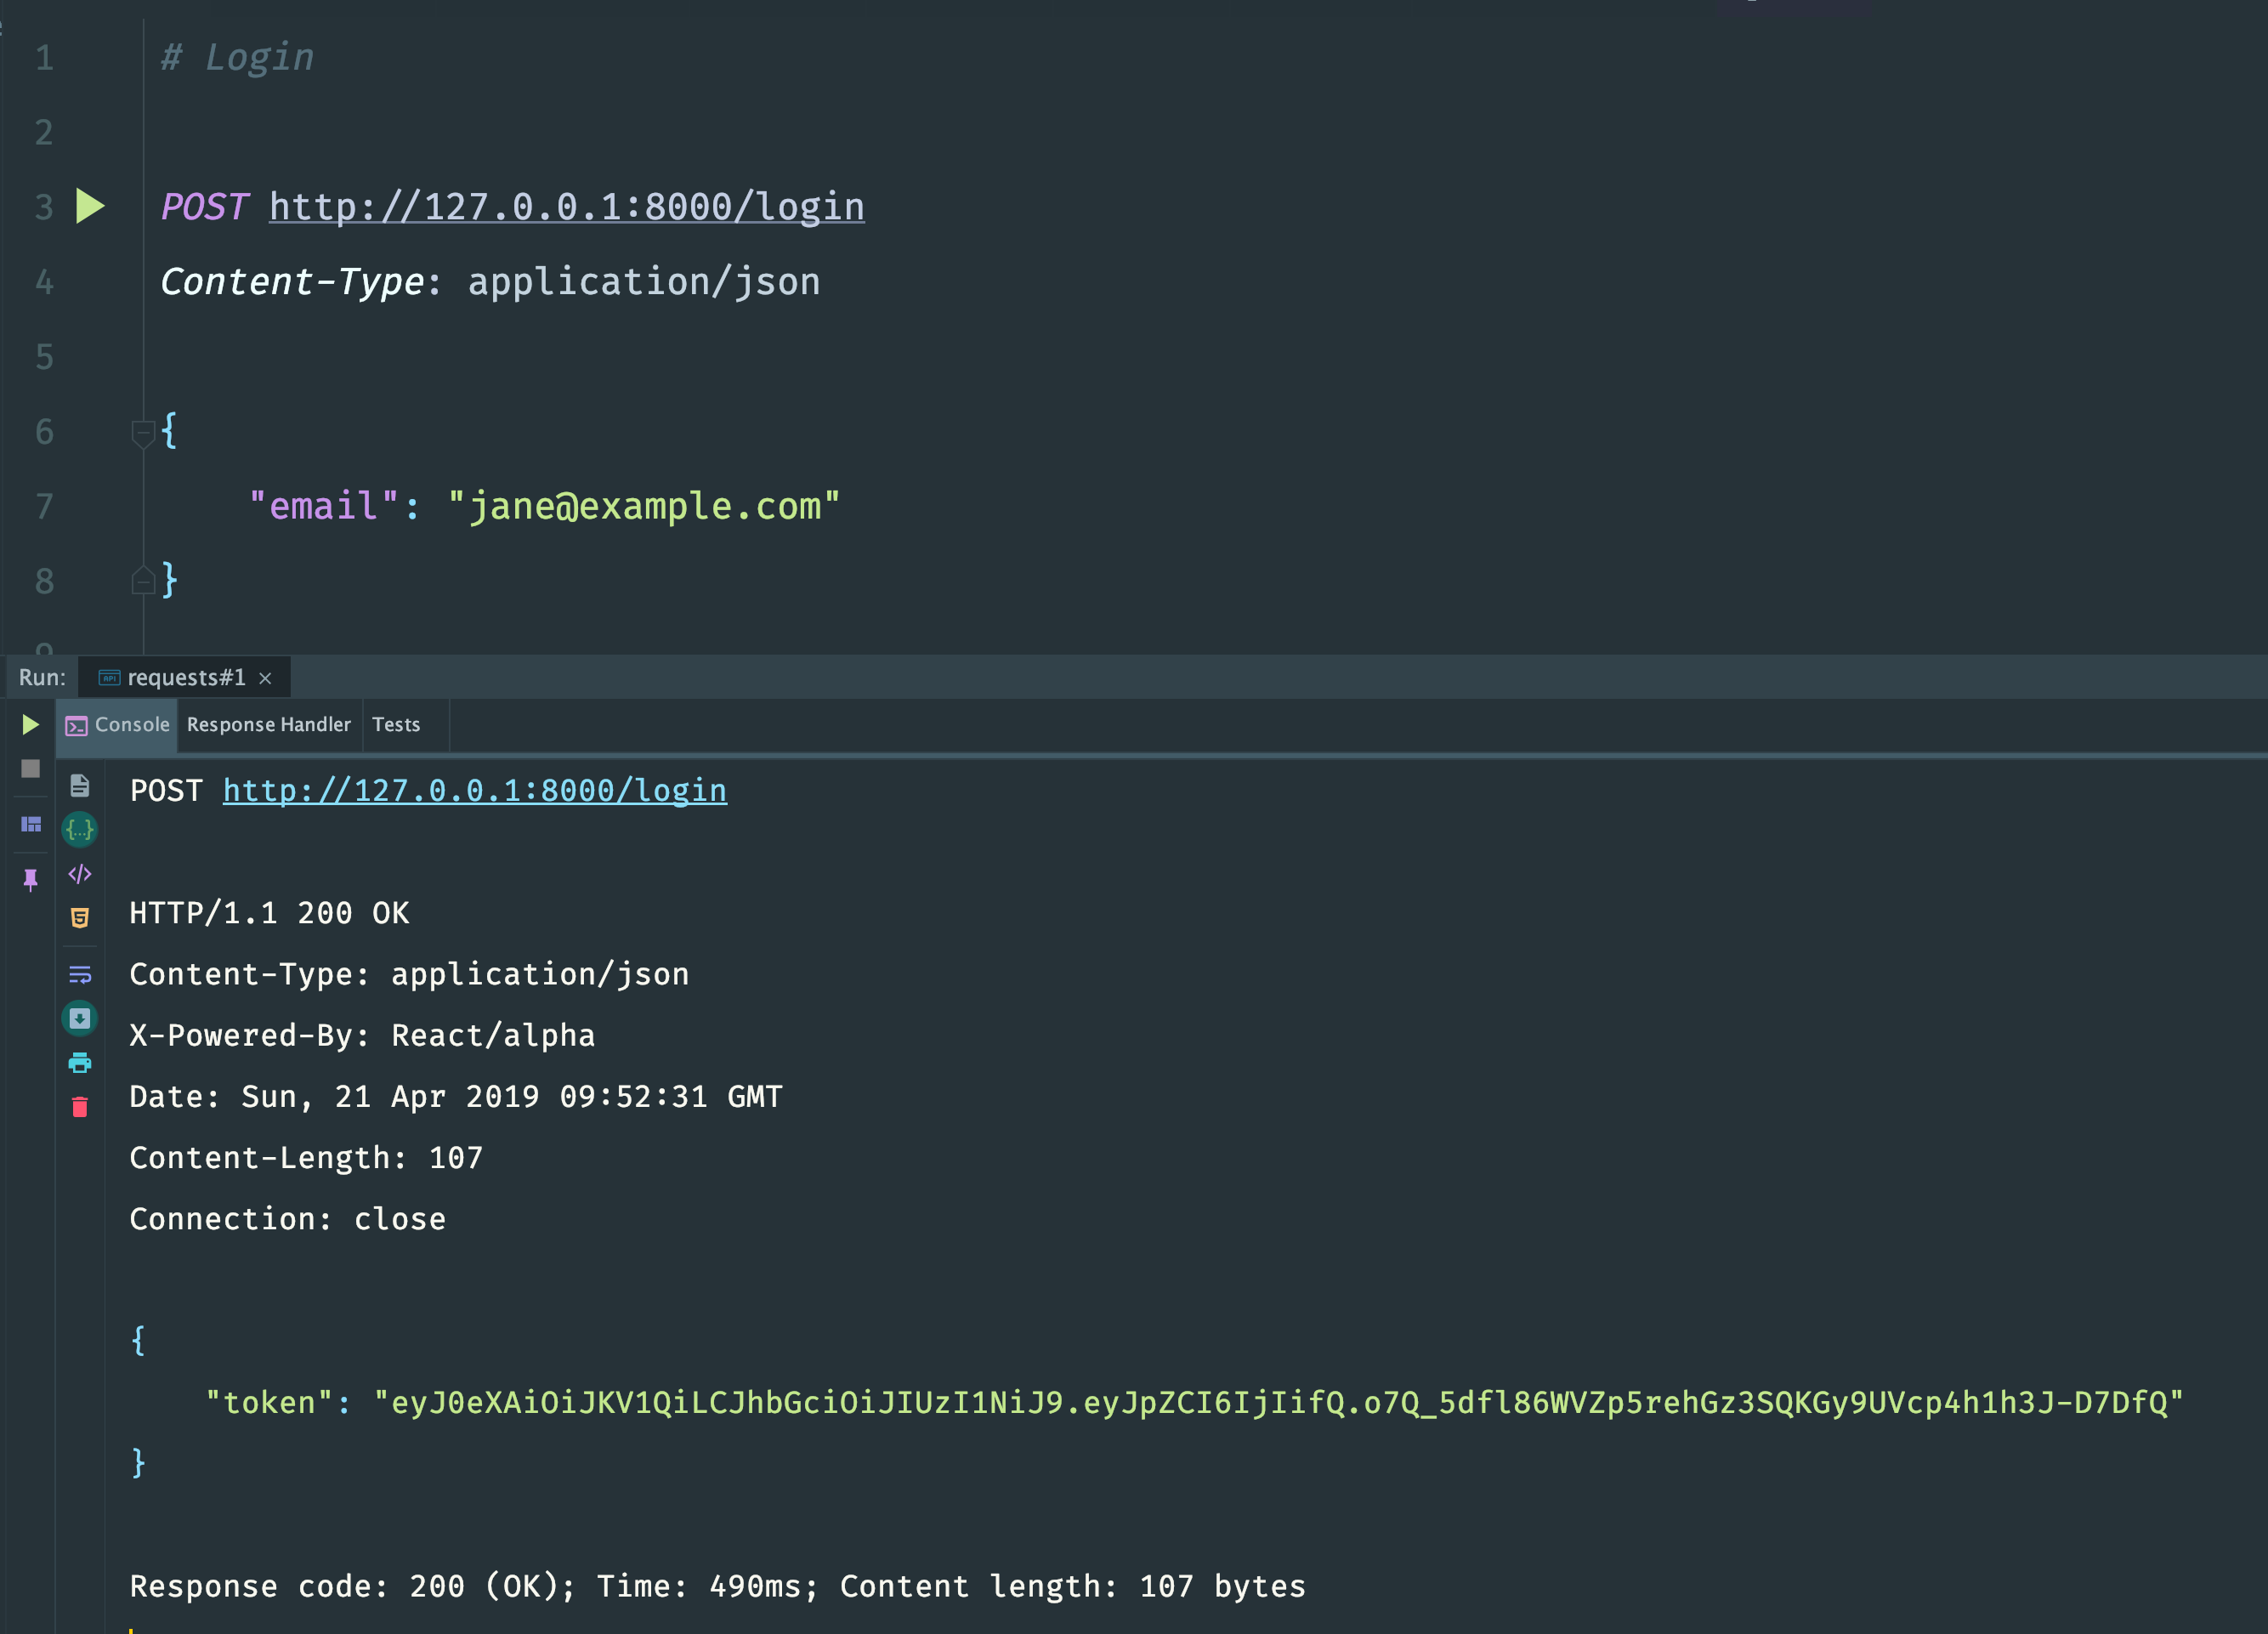 1 # Login
2
3 POST http://127.0.0.1:8000/login
4 Content-Type: application/json
5
6 {
7 "email": "jane@example.com"
8 }
9
Run: requests#1 ×
Console Response Handler Tests
POST http://127.0.0.1:8000/login
HTTP/1.1 200 OK
Content-Type: application/json
X-Powered-By: React/alpha
Date: Sun, 21 Apr 2019 09:52:31 GMT
Content-Length: 107
Connection: close
{
"token": "eyJ0eXAiOiJKV1QiLCJhbGciOiJIUzI1NiJ9.eyJpZCI6IjIifQ.o7Q_5dfl86WVZp5rehGz3SQKGy9UVcp4h1h3J-D7DfQ"
}
Response code: 200 (OK); Time: 490ms; Content length: 107 bytes